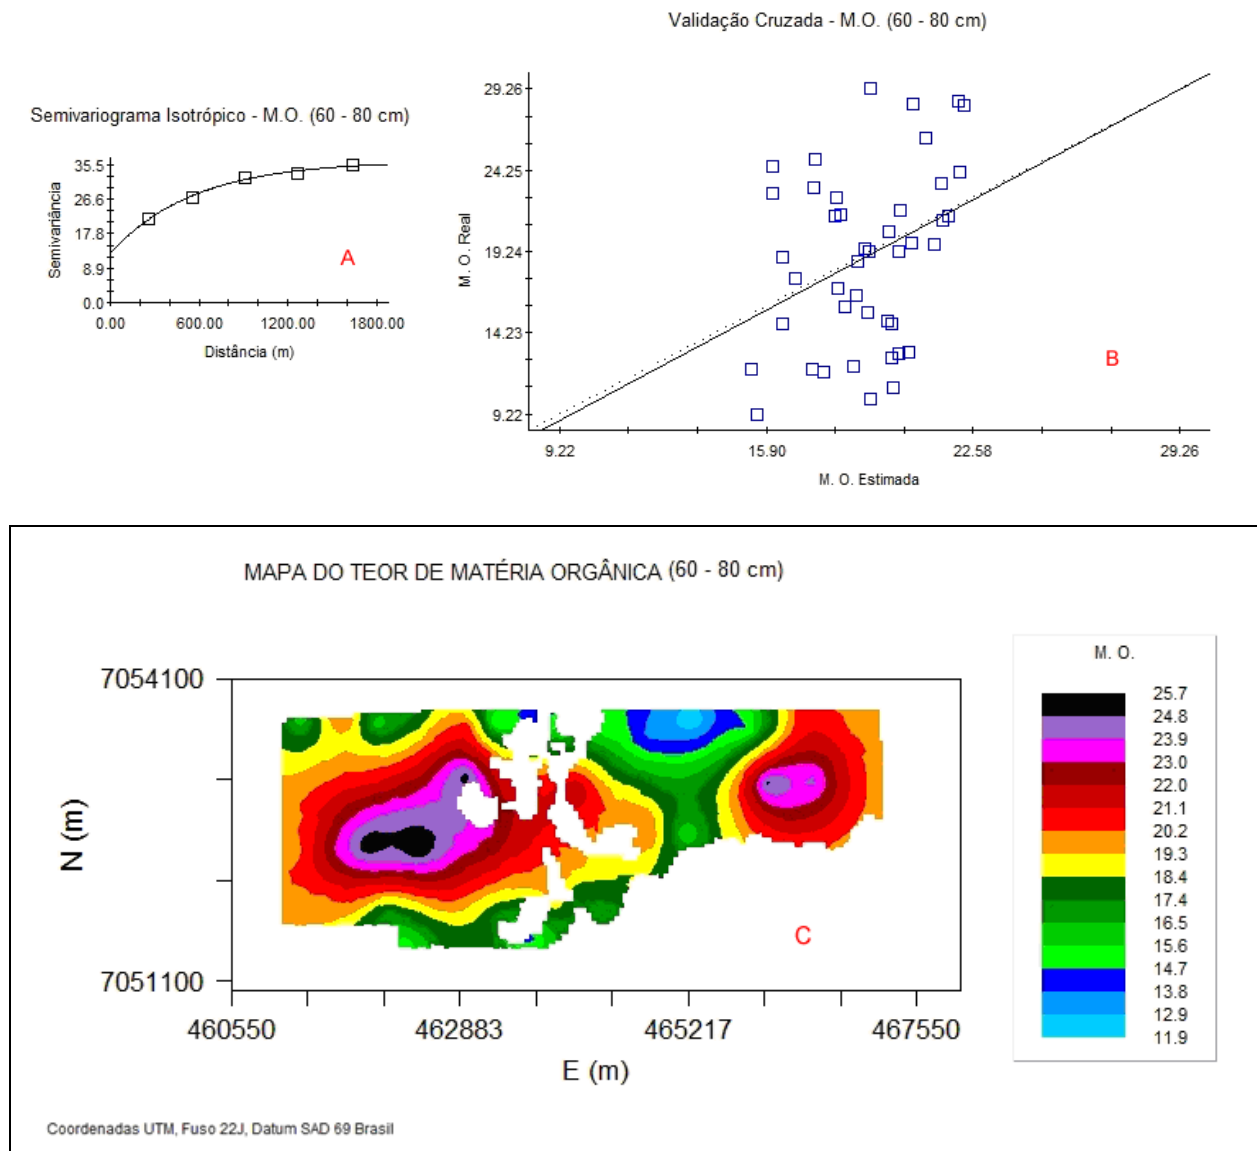 Validação Cruzada - M.O. (60 - 80 cm)
Semivariograma Isotrópico - M.O. (60 - 80 cm)
Semivariância
35.5
26.6
17.8
8.9
0.0
0.00 600.00 1200.00 1800.00
Distância (m)
A
M. O. Real
29.26
24.25
19.24
14.23
9.22
9.22 15.90 22.58 29.26
M. O. Estimada
B
MAPA DO TEOR DE MATÉRIA ORGÂNICA (60 - 80 cm)
N (m)
7054100
7051100
460550 462883 465217 467550
E (m)
C
M. O.
25.7
24.8
23.9
23.0
22.0
21.1
20.2
19.3
18.4
17.4
16.5
15.6
14.7
13.8
12.9
11.9
Coordenadas UTM, Fuso 22J, Datum SAD 69 Brasil